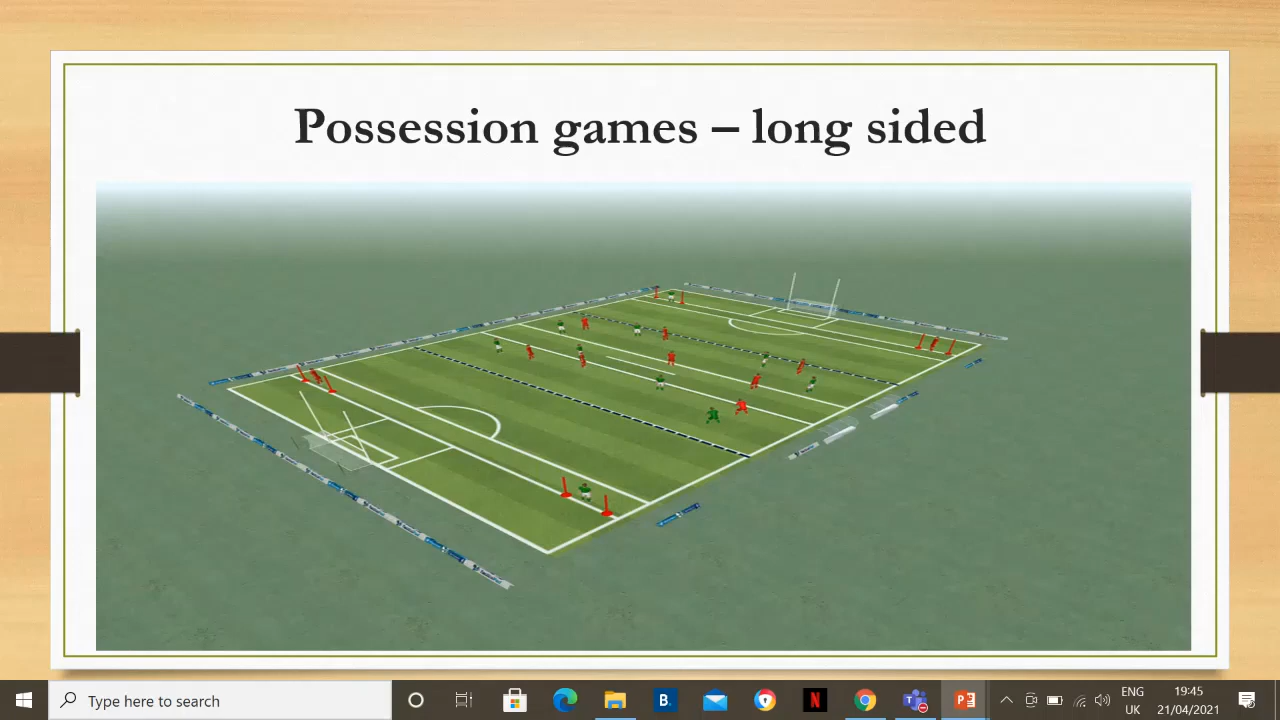 Possession games – long sided
Type here to search
B.
N
ENG
UK
19:45
21/04/2021